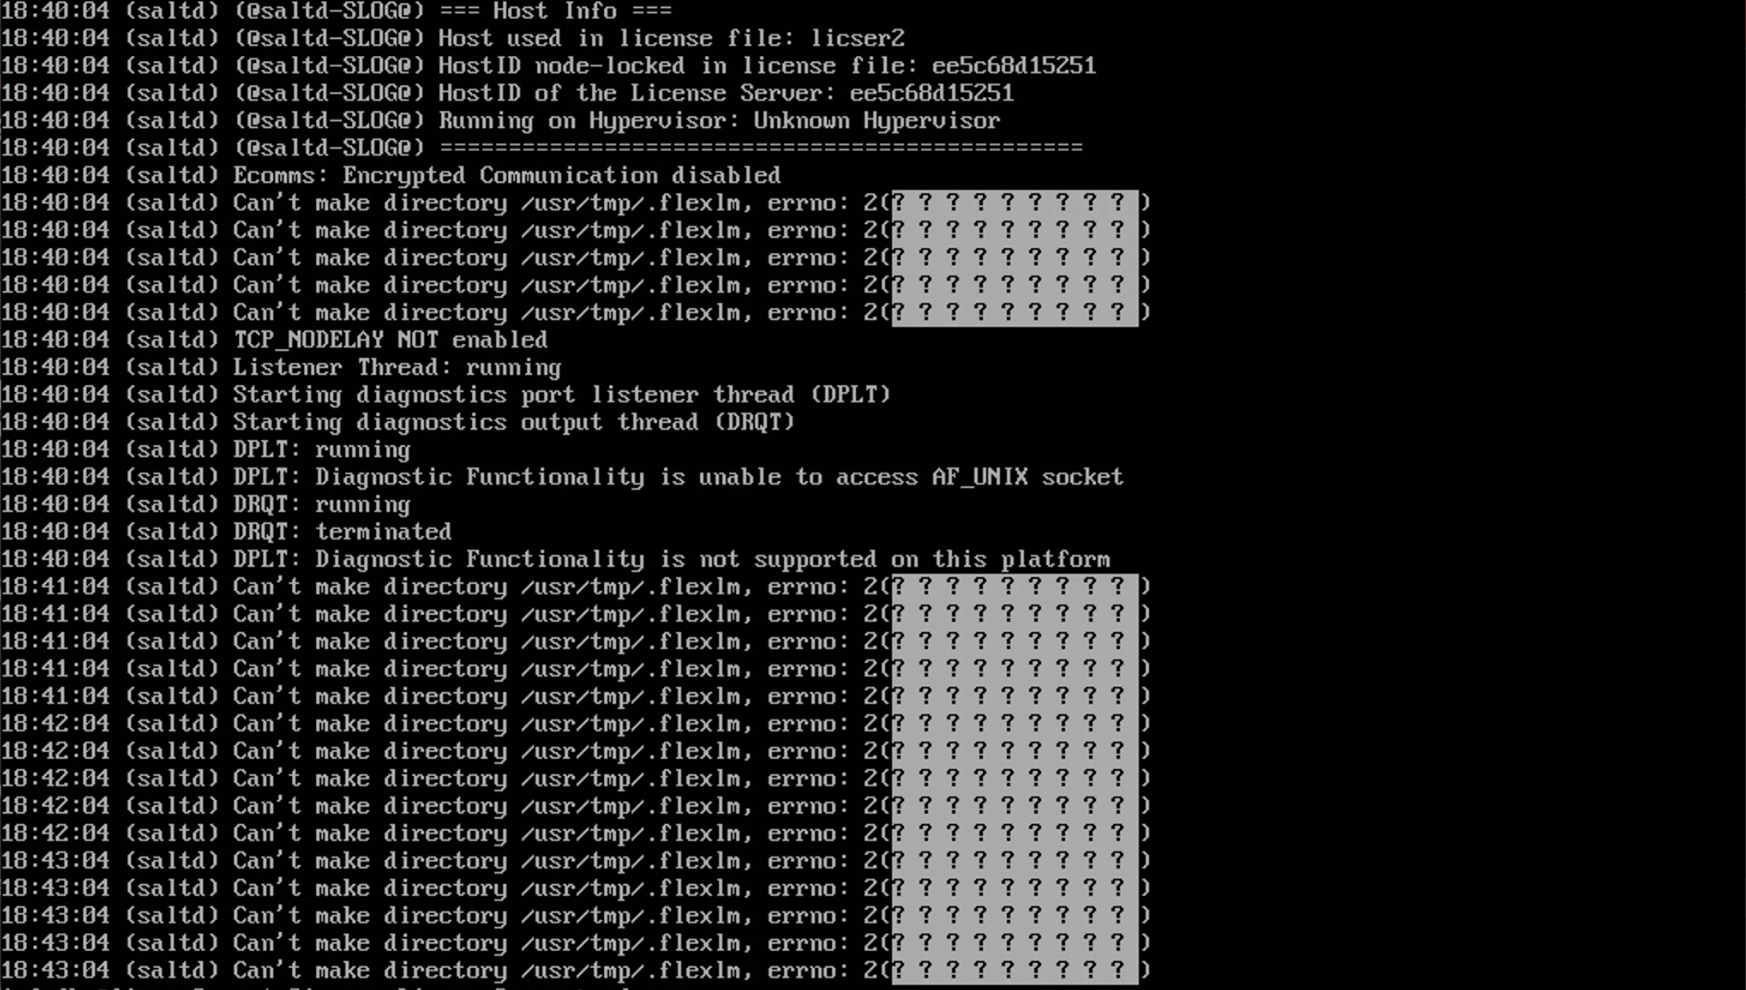 18:40:04 (saltd) (@saltd-SLOG@) === Host Info ===
18:40:04 (saltd) (@saltd-SLOG@) Host used in license file: licser2
18:40:04 (saltd) (@saltd-SLOG@) HostID node-locked in license file: ee5c68d15251
18:40:04 (saltd) (@saltd-SLOG@) HostID of the License Server: ee5c68d15251
18:40:04 (saltd) (@saltd-SLOG@) Running on Hypervisor: Unknown Hypervisor
18:40:04 (saltd) (@saltd-SLOG@) ===============================================
18:40:04 (saltd) Ecomms: Encrypted Communication disabled
18:40:04 (saltd) Can't make directory /usr/tmp/.flexlm, errno: 2(? ? ? ? ? ? ? ? ? )
18:40:04 (saltd) Can't make directory /usr/tmp/.flexlm, errno: 2(? ? ? ? ? ? ? ? ? )
18:40:04 (saltd) Can't make directory /usr/tmp/.flexlm, errno: 2(? ? ? ? ? ? ? ? ? )
18:40:04 (saltd) Can't make directory /usr/tmp/.flexlm, errno: 2(? ? ? ? ? ? ? ? ? )
18:40:04 (saltd) Can't make directory /usr/tmp/.flexlm, errno: 2(? ? ? ? ? ? ? ? ? )
18:40:04 (saltd) TCP_NODELAY NOT enabled
18:40:04 (saltd) Listener Thread: running
18:40:04 (saltd) Starting diagnostics port listener thread (DPLT)
18:40:04 (saltd) Starting diagnostics output thread (DRQT)
18:40:04 (saltd) DPLT: running
18:40:04 (saltd) DPLT: Diagnostic Functionality is unable to access AF_UNIX socket
18:40:04 (saltd) DRQT: running
18:40:04 (saltd) DRQT: terminated
18:40:04 (saltd) DPLT: Diagnostic Functionality is not supported on this platform
18:41:04 (saltd) Can't make directory /usr/tmp/.flexlm, errno: 2(? ? ? ? ? ? ? ? ? )
18:41:04 (saltd) Can't make directory /usr/tmp/.flexlm, errno: 2(? ? ? ? ? ? ? ? ? )
18:41:04 (saltd) Can't make directory /usr/tmp/.flexlm, errno: 2(? ? ? ? ? ? ? ? ? )
18:41:04 (saltd) Can't make directory /usr/tmp/.flexlm, errno: 2(? ? ? ? ? ? ? ? ? )
18:41:04 (saltd) Can't make directory /usr/tmp/.flexlm, errno: 2(? ? ? ? ? ? ? ? ? )
18:42:04 (saltd) Can't make directory /usr/tmp/.flexlm, errno: 2(? ? ? ? ? ? ? ? ? )
18:42:04 (saltd) Can't make directory /usr/tmp/.flexlm, errno: 2(? ? ? ? ? ? ? ? ? )
18:42:04 (saltd) Can't make directory /usr/tmp/.flexlm, errno: 2(? ? ? ? ? ? ? ? ? )
18:42:04 (saltd) Can't make directory /usr/tmp/.flexlm, errno: 2(? ? ? ? ? ? ? ? ? )
18:42:04 (saltd) Can't make directory /usr/tmp/.flexlm, errno: 2(? ? ? ? ? ? ? ? ? )
18:43:04 (saltd) Can't make directory /usr/tmp/.flexlm, errno: 2(? ? ? ? ? ? ? ? ? )
18:43:04 (saltd) Can't make directory /usr/tmp/.flexlm, errno: 2(? ? ? ? ? ? ? ? ? )
18:43:04 (saltd) Can't make directory /usr/tmp/.flexlm, errno: 2(? ? ? ? ? ? ? ? ? )
18:43:04 (saltd) Can't make directory /usr/tmp/.flexlm, errno: 2(? ? ? ? ? ? ? ? ? )
18:43:04 (saltd) Can't make directory /usr/tmp/.flexlm, errno: 2(? ? ? ? ? ? ? ? ? )